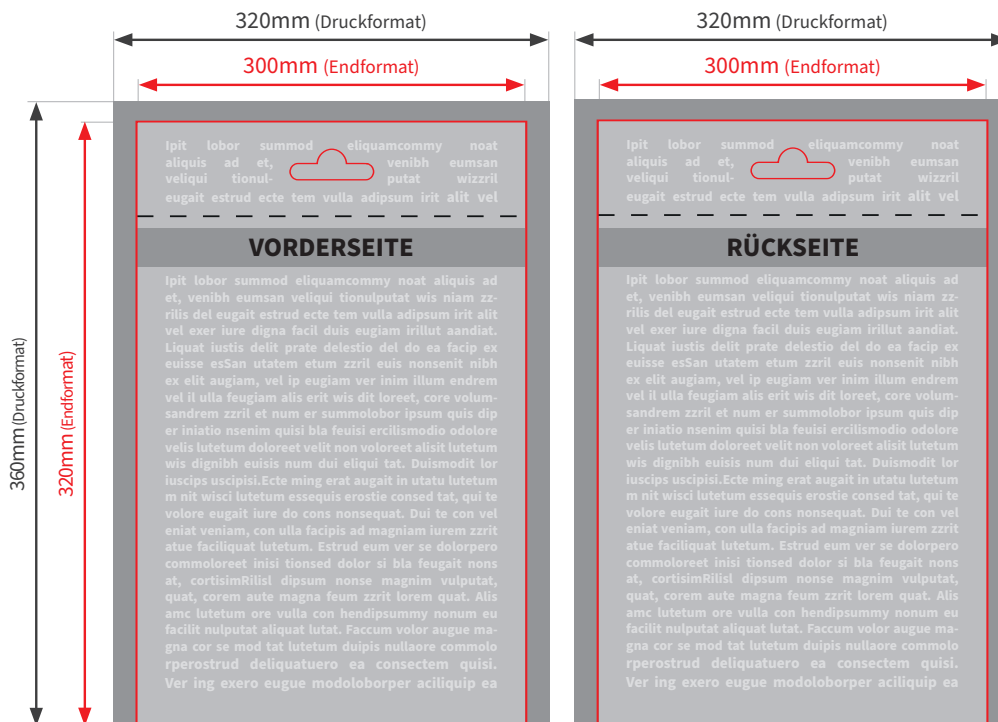 320mm (Druckformat)
300mm (Endformat)
360mm (Druckformat)
320mm (Endformat)
Ipit lobor summod eliquamcommy noat
aliquis ad et, venibh eumsan
veliqui tionul- putat wizzril
eugait estrud ecte tem vulla adipsum irit alit vel
VORDERSEITE
Ipit lobor summod eliquamcommy noat aliquis ad
et, venibh eumsan veliqui tionulputat wis niam zz-
rilis del eugait estrud ecte tem vulla adipsum irit alit
vel exer iure digna facil duis eugiam irillut aandiat.
Liquat iustis delit prate delestio del do ea facip ex
euisse esSan utatem etum zzril euis nonsenit nibh
ex elit augiam, vel ip eugiam ver inim illum endrem
vel il ulla feugiam alis erit wis dit loreet, core volum-
sandrem zzril et num er summolobor ipsum quis dip
er iniatio nsenim quisi bla feuisi ercilismodio odolore
velis lutetum doloreet velit non voloreet alisit lutetum
wis dignibh euisis num dui eliqui tat. Duismodit lor
iuscips uscipisi.Ecte ming erat augait in utatu lutetum
m nit wisci lutetum essequis erostie consed tat, qui te
volore eugait iure do cons nonsequat. Dui te con vel
eniat veniam, con ulla facipis ad magniam iurem zzrit
atue faciliquat lutetum. Estrud eum ver se dolorpero
commoloreet inisi tionsed dolor si bla feugait nons
at, cortisimRilisl dipsum nonse magnim vulputat,
quat, corem aute magna feum zzrit lorem quat. Alis
amc lutetum ore vulla con hendipsummy nonum eu
facilit nulputat aliquat lutat. Faccum volor augue ma-
gna cor se mod tat lutetum duipis nullaore commolo
rperostrud deliquatuero ea consectem quisi.
Ver ing exero eugue modoloborper aciliquip ea
320mm (Druckformat)
300mm (Endformat)
Ipit lobor summod eliquamcommy noat
aliquis ad et, venibh eumsan
veliqui tionul- putat wizzril
eugait estrud ecte tem vulla adipsum irit alit vel
RÜCKSEITE
Ipit lobor summod eliquamcommy noat aliquis ad
et, venibh eumsan veliqui tionulputat wis niam zz-
rilis del eugait estrud ecte tem vulla adipsum irit alit
vel exer iure digna facil duis eugiam irillut aandiat.
Liquat iustis delit prate delestio del do ea facip ex
euisse esSan utatem etum zzril euis nonsenit nibh
ex elit augiam, vel ip eugiam ver inim illum endrem
vel il ulla feugiam alis erit wis dit loreet, core volum-
sandrem zzril et num er summolobor ipsum quis dip
er iniatio nsenim quisi bla feuisi ercilismodio odolore
velis lutetum doloreet velit non voloreet alisit lutetum
wis dignibh euisis num dui eliqui tat. Duismodit lor
iuscips uscipisi.Ecte ming erat augait in utatu lutetum
m nit wisci lutetum essequis erostie consed tat, qui te
volore eugait iure do cons nonsequat. Dui te con vel
eniat veniam, con ulla facipis ad magniam iurem zzrit
atue faciliquat lutetum. Estrud eum ver se dolorpero
commoloreet inisi tionsed dolor si bla feugait nons
at, cortisimRilisl dipsum nonse magnim vulputat,
quat, corem aute magna feum zzrit lorem quat. Alis
amc lutetum ore vulla con hendipsummy nonum eu
facilit nulputat aliquat lutat. Faccum volor augue ma-
gna cor se mod tat lutetum duipis nullaore commolo
rperostrud deliquatuero ea consectem quisi.
Ver ing exero eugue modoloborper aciliquip ea